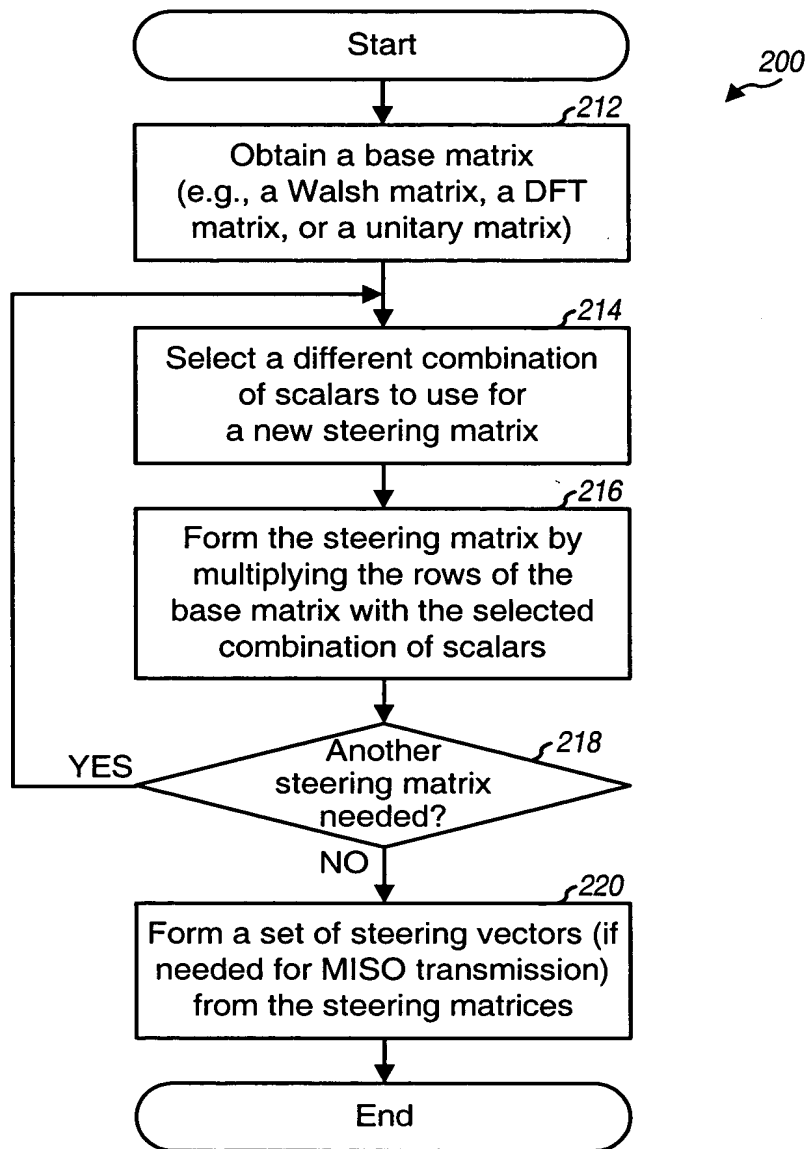 Start
200
212
Obtain a base matrix
(e.g., a Walsh matrix, a DFT
matrix, or a unitary matrix)
214
Select a different combination
of scalars to use for
a new steering matrix
216
Form the steering matrix by
multiplying the rows of the
base matrix with the selected
combination of scalars
218
Another
steering matrix
needed?
YES
NO
220
Form a set of steering vectors (if
needed for MISO transmission)
from the steering matrices
End